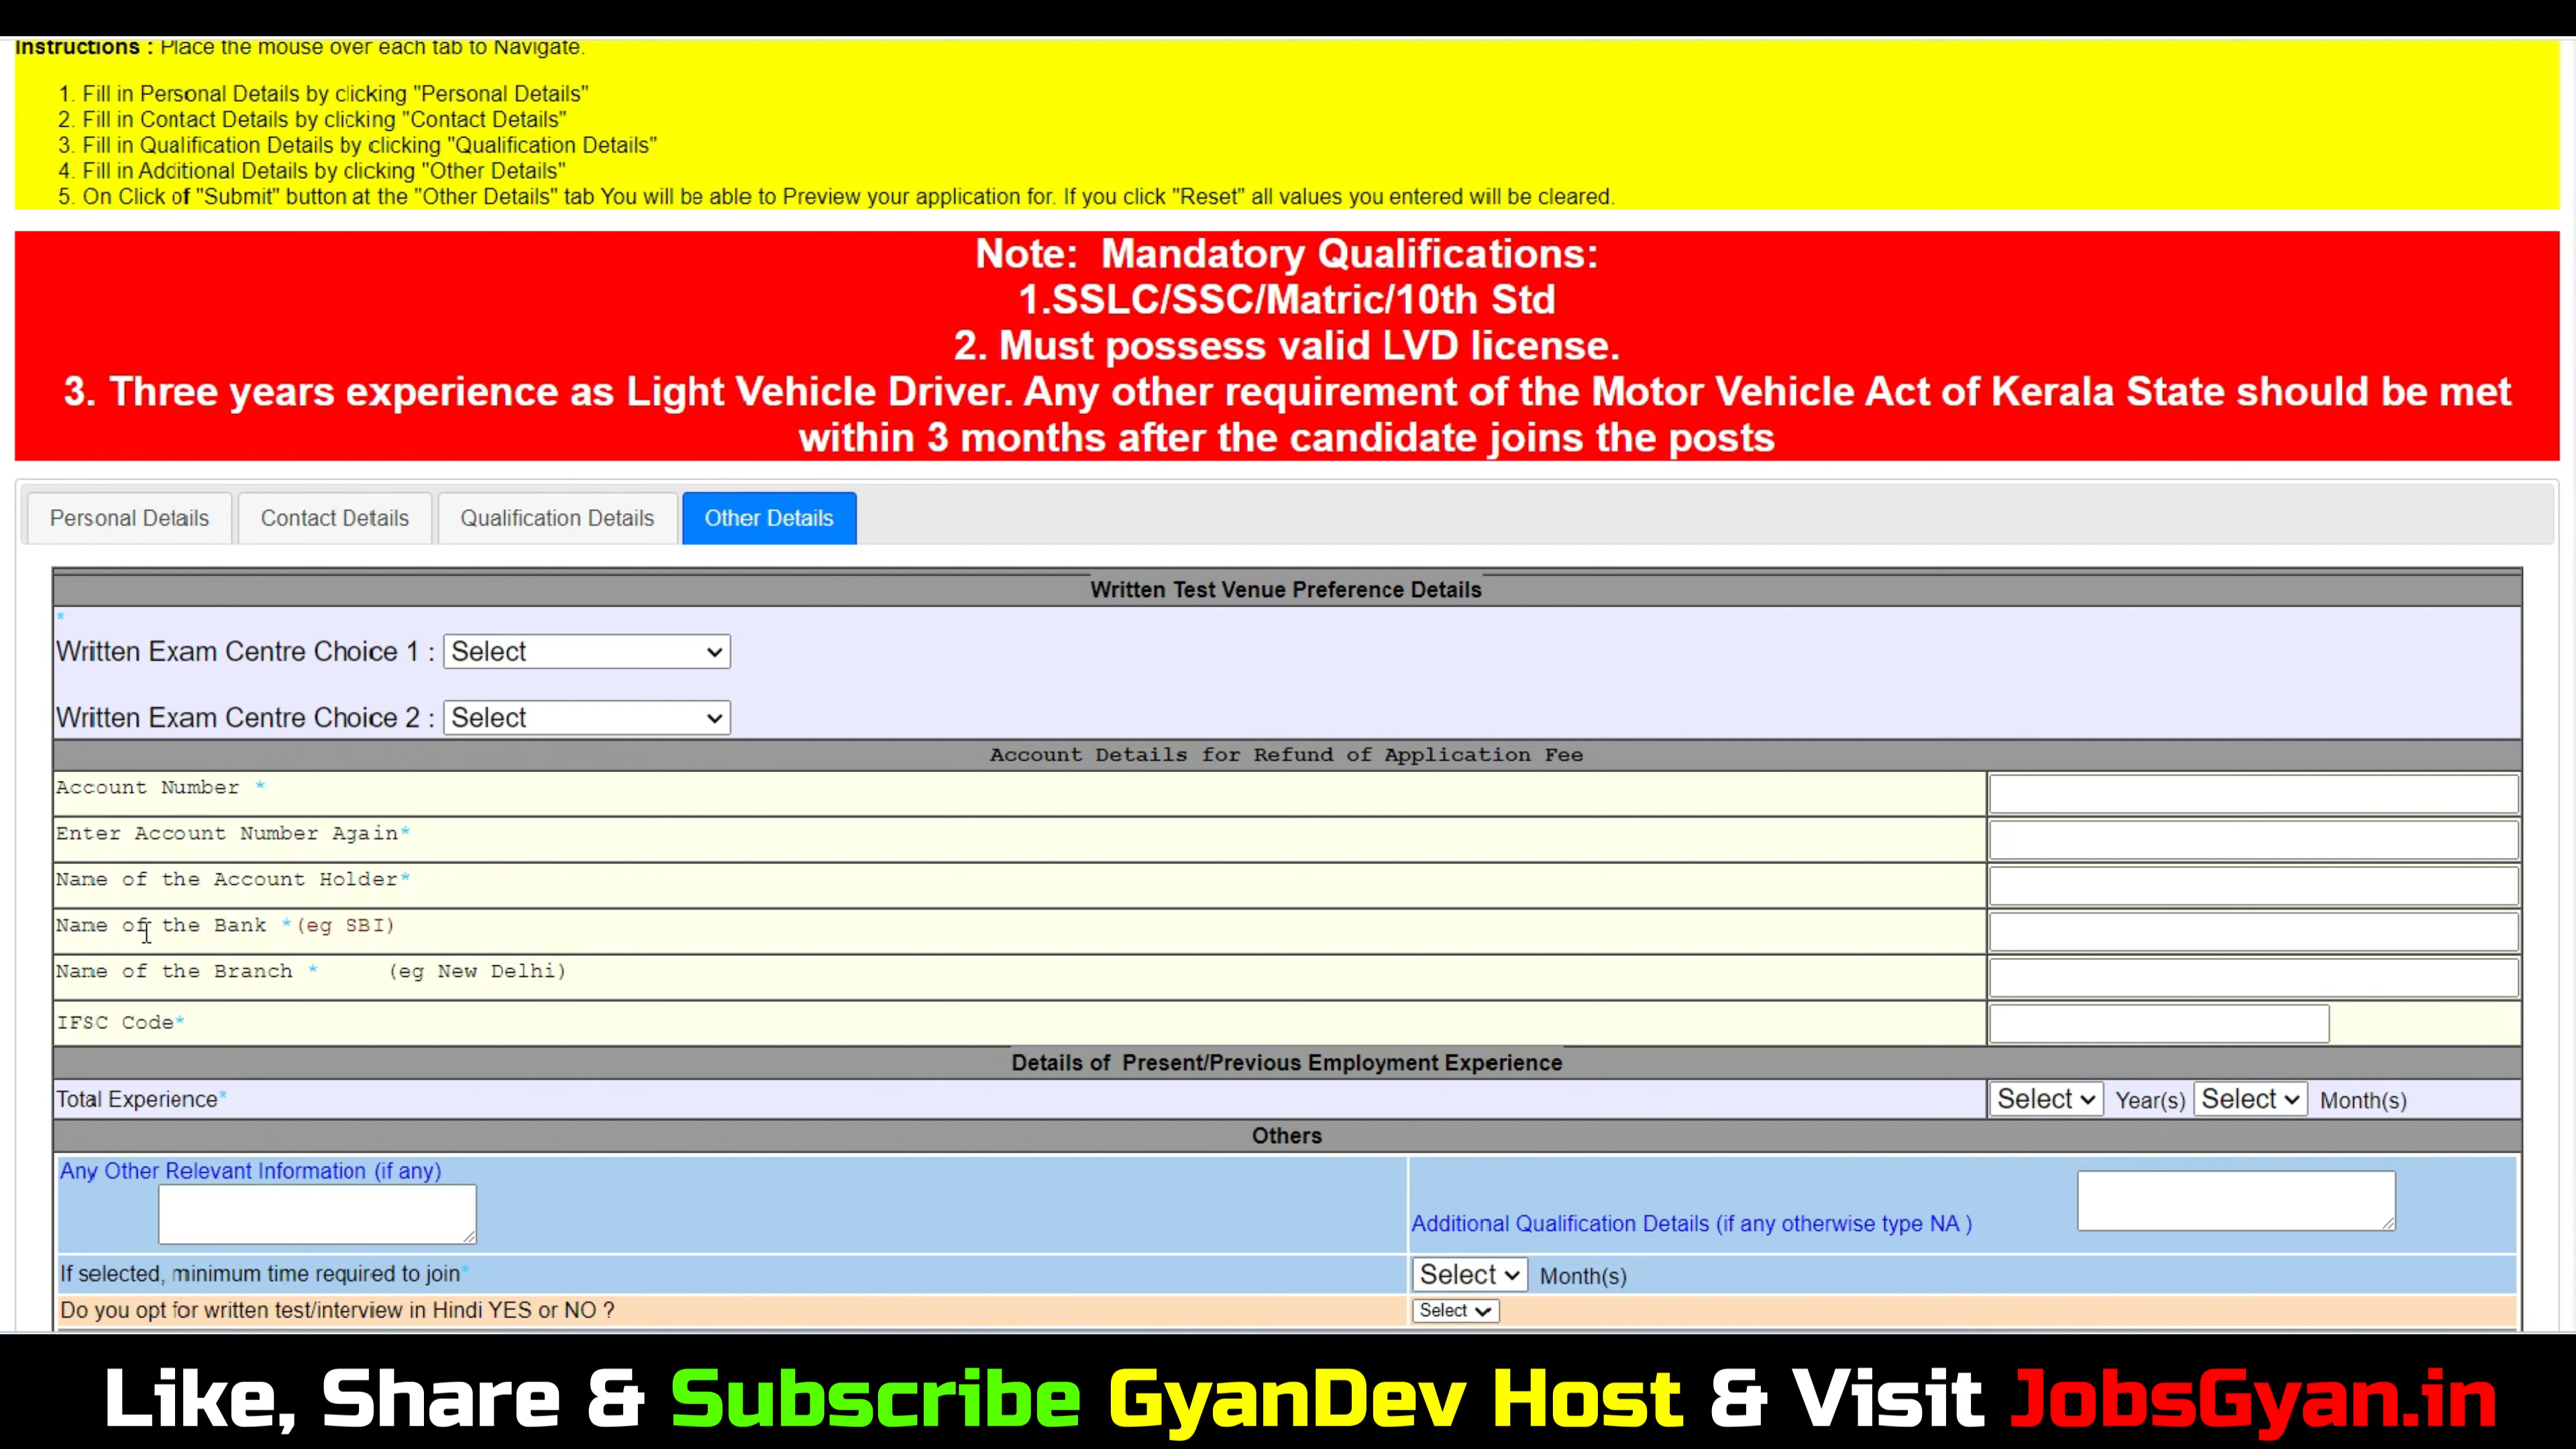 Instructions : Place the mouse over each tab to Navigate.
1. Fill in Personal Details by clicking "Personal Details"
2. Fill in Contact Details by clicking "Contact Details"
3. Fill in Qualification Details by clicking "Qualification Details"
4. Fill in Additional Details by clicking "Other Details"
5. On Click of "Submit" button at the "Other Details" tab You will be able to Preview your application for. If you click "Reset" all values you entered will be cleared.
Note: Mandatory Qualifications:
1.SSLC/SSC/Matric/10th Std
2. Must possess valid LVD license.
3. Three years experience as Light Vehicle Driver. Any other requirement of the Motor Vehicle Act of Kerala State should be met
within 3 months after the candidate joins the posts
Personal Details Contact Details Qualification Details Other Details
Written Test Venue Preference Details
*
Written Exam Centre Choice 1 : Select
Written Exam Centre Choice 2 : Select
Account Details for Refund of Application Fee
Account Number *
Enter Account Number Again*
Name of the Account Holder*
Name of the Bank *(eg SBI)
Name of the Branch * (eg New Delhi)
IFSC Code*
Details of Present/Previous Employment Experience
Total Experience* Select Year(s) Select Month(s)
Others
Any Other Relevant Information (if any)
Additional Qualification Details (if any otherwise type NA )
If selected, minimum time required to join* Select Month(s)
Do you opt for written test/interview in Hindi YES or NO ? Select
Like, Share & Subscribe GyanDev Host & Visit JobsGyan.in